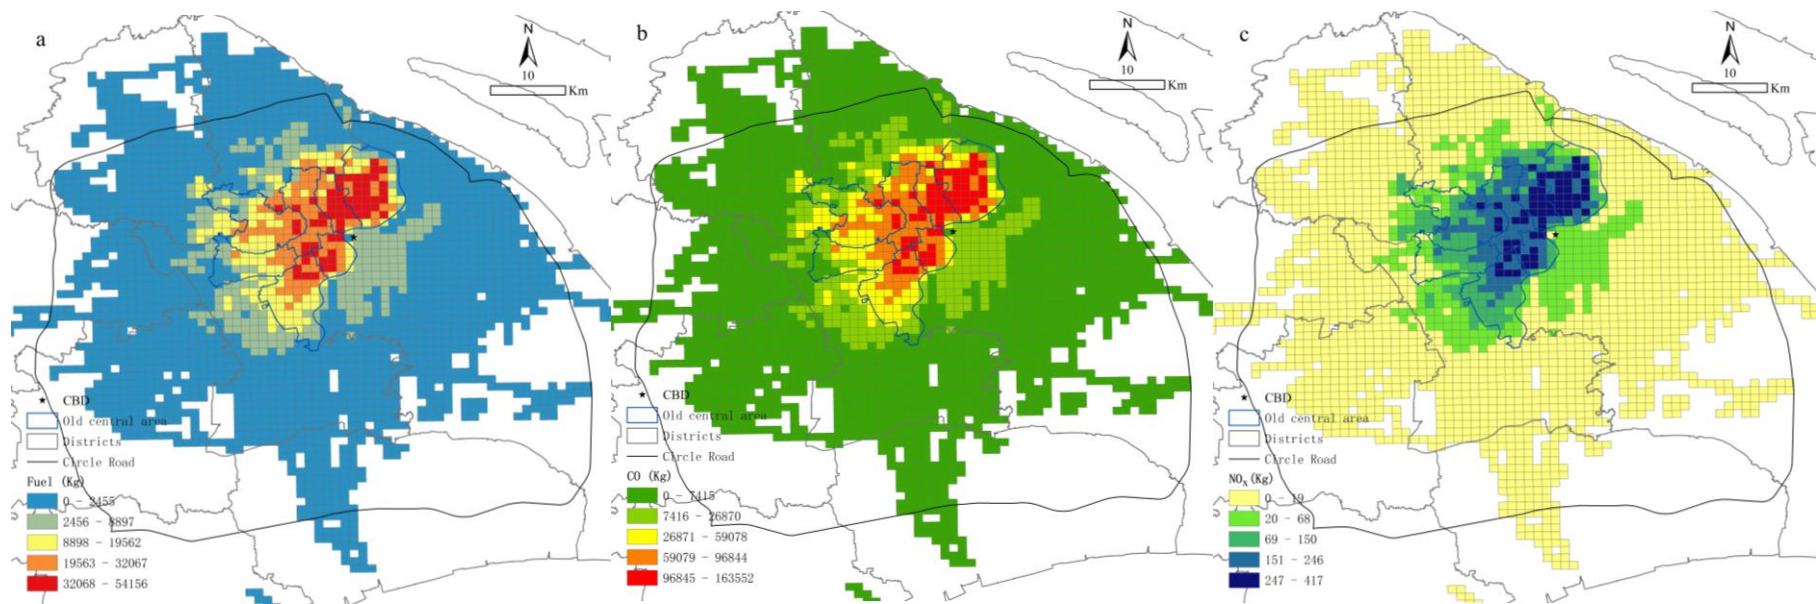 a
N
10
Km
CBD
Old central area
Districts
Circle Road
Fuel (Kg)
0 - 2455
2456 - 8897
8898 - 19562
19563 - 32067
32068 - 54156
b
N
10
Km
CBD
Old central area
Districts
Circle Road
CO (Kg)
0 - 7415
7416 - 26870
26871 - 59078
59079 - 96844
96845 - 163552
c
N
10
Km
CBD
Old central area
Districts
Circle Road
NOx(Kg)
0 - 19
20 - 68
69 - 150
151 - 246
247 - 417